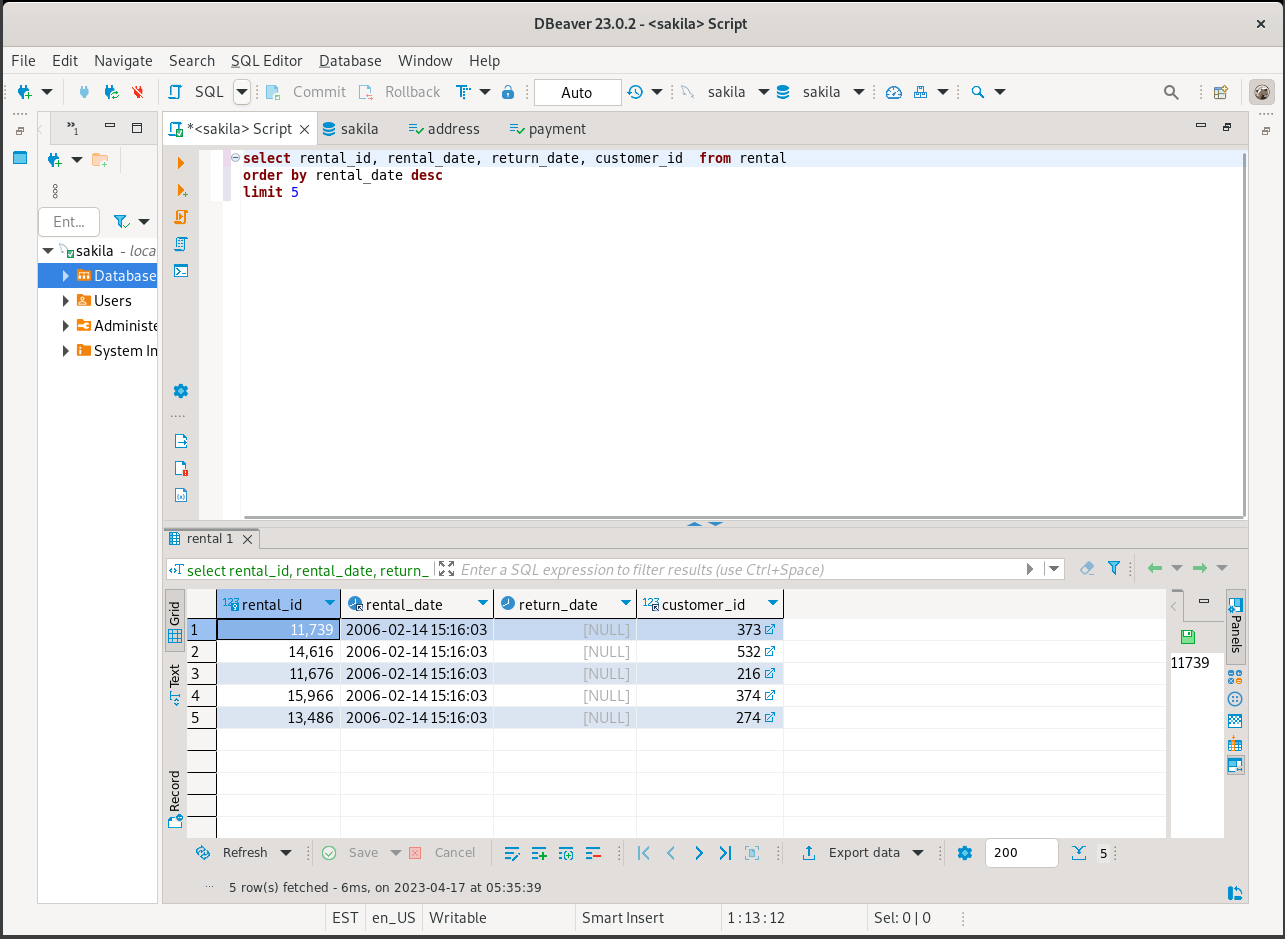 DBeaver 23.0.2 - <sakila> Script
File Edit Navigate Search SQL Editor Database Window Help
SQL Commit Rollback Auto sakila sakila
»1 *<sakila> Script sakila address payment
select rental_id, rental_date, return_date, customer_id  from rental
order by rental_date desc
limit 5
Ent...
sakila - loca
Database
Users
Administe
System In
rental 1
select rental_id, rental_date, return_ Enter a SQL expression to filter results (use Ctrl+Space)
Grid
Text
Record
rental_id rental_date return_date customer_id
1 11,739 2006-02-14 15:16:03 [NULL] 373
2 14,616 2006-02-14 15:16:03 [NULL] 532
3 11,676 2006-02-14 15:16:03 [NULL] 216
4 15,966 2006-02-14 15:16:03 [NULL] 374
5 13,486 2006-02-14 15:16:03 [NULL] 274
11739
Panels
Refresh Save Cancel Export data 200 5
5 row(s) fetched - 6ms, on 2023-04-17 at 05:35:39
EST en_US Writable Smart Insert 1 : 13 : 12 Sel: 0 | 0